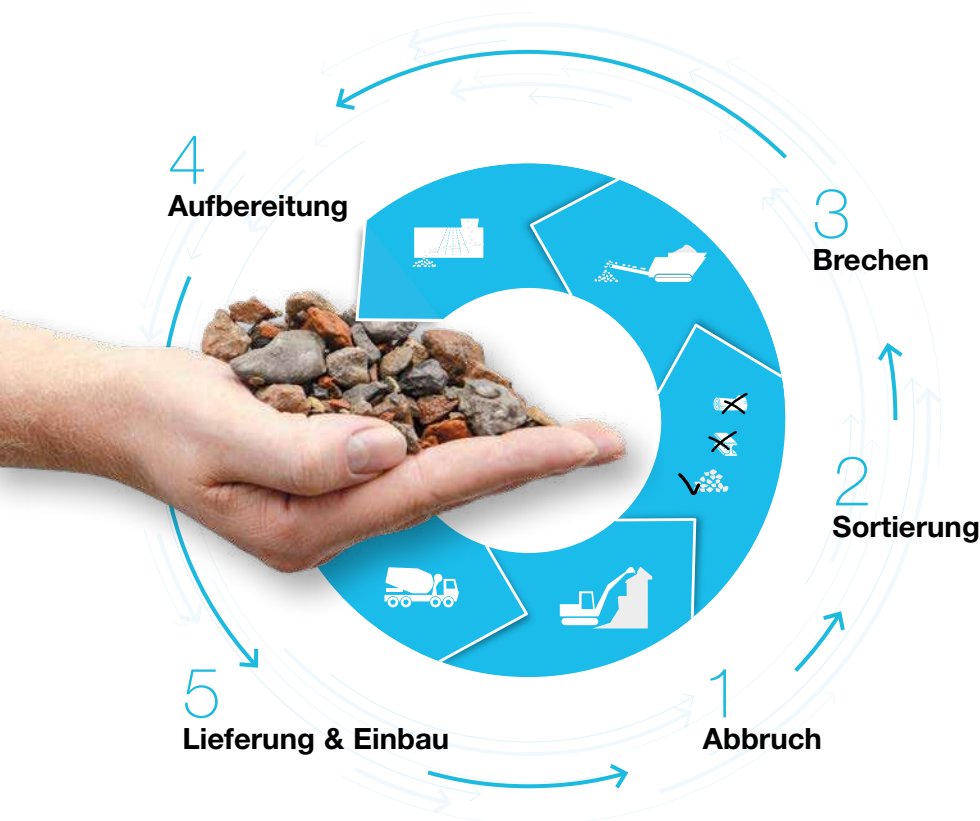 4
Aufbereitung
3
Brechen
2
Sortierung
5
Lieferung & Einbau
1
Abbruch